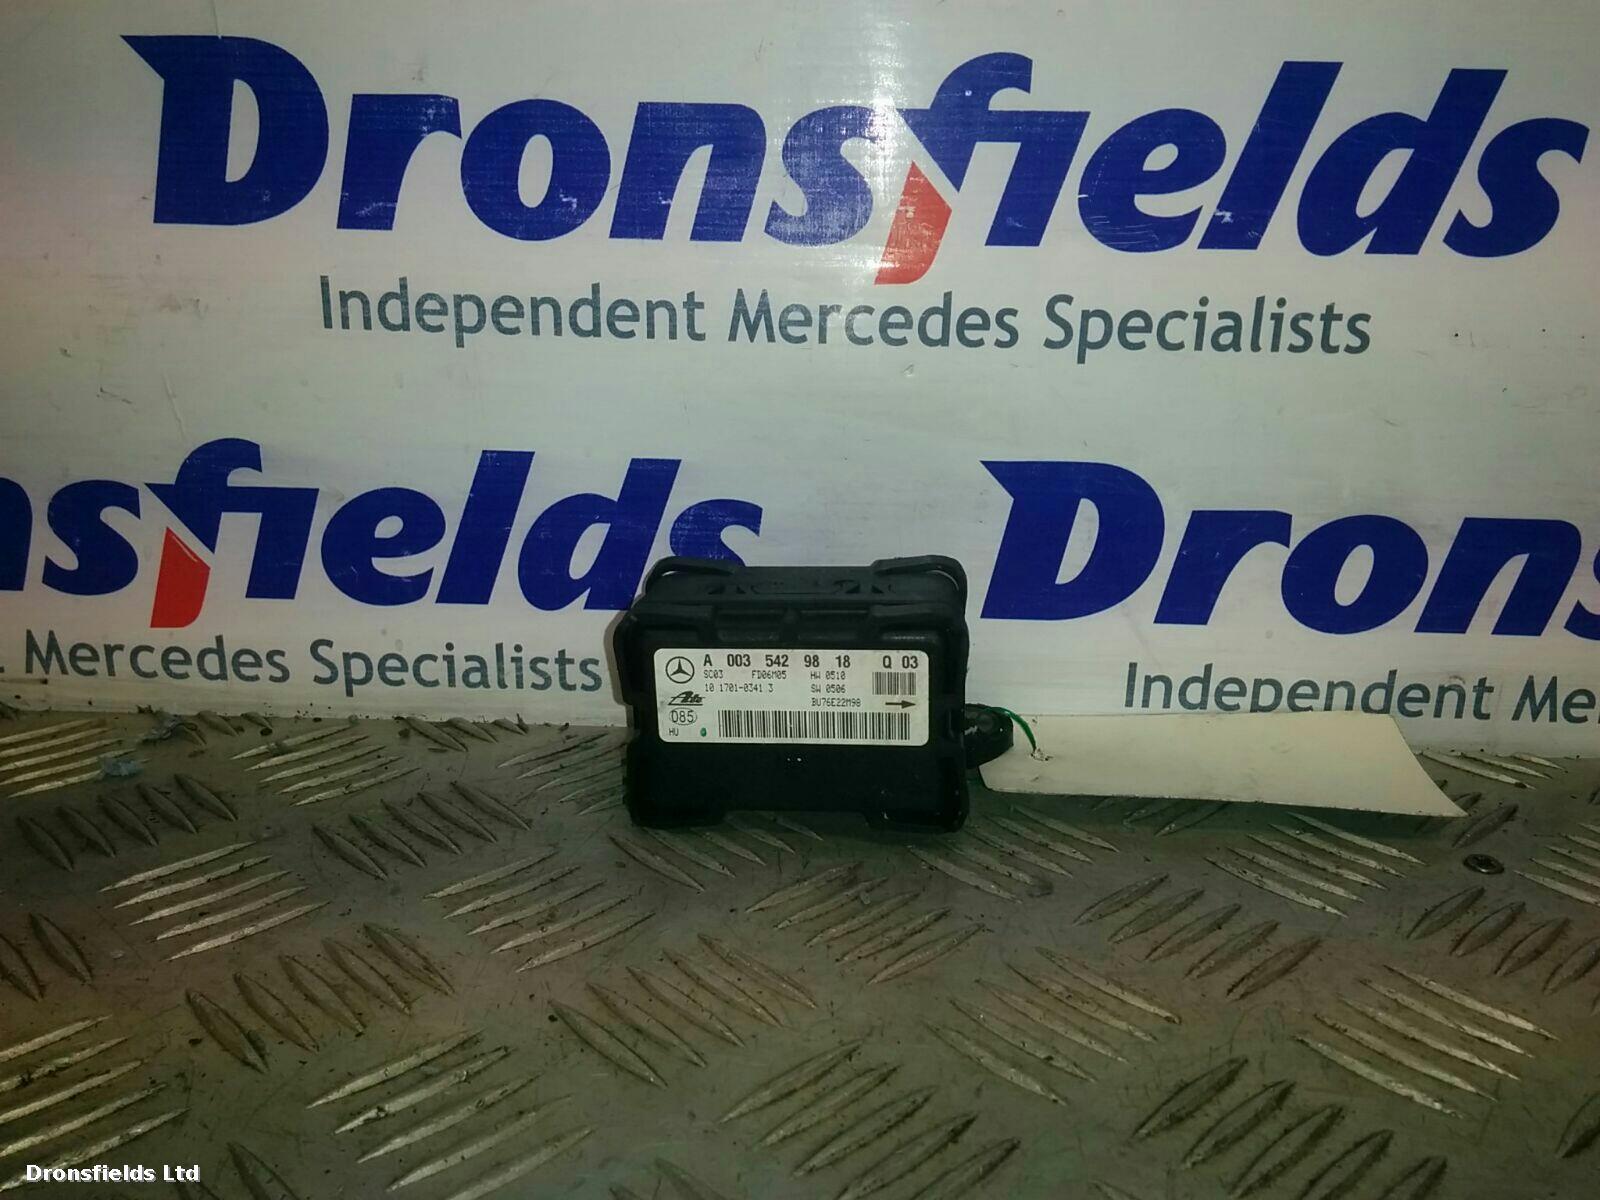 Dronsfields
Independent Mercedes Specialists
nsfields
Mercedes Specialists
Drons
Independent Me
A 003 542 98 18 Q 03
SC03 FD06M05 HW 0510
10 1701-0341 3 SW 0506
Ate BU76E22M98
085
HU
Dronsfields Ltd